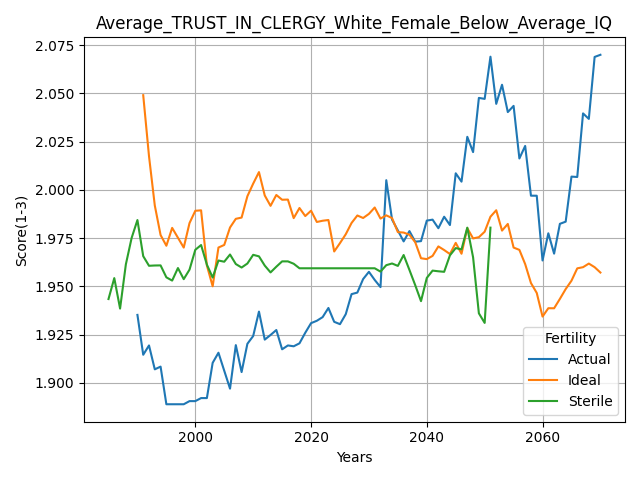 Average_TRUST_IN_CLERGY_White_Female_Below_Average_IQ
2.075
2.050
2.025
2.000
1.975
1.950
1.925
1.900
Score(1-3)
2000
2020
2040
2060
Years
Fertility
Actual
Ideal
Sterile